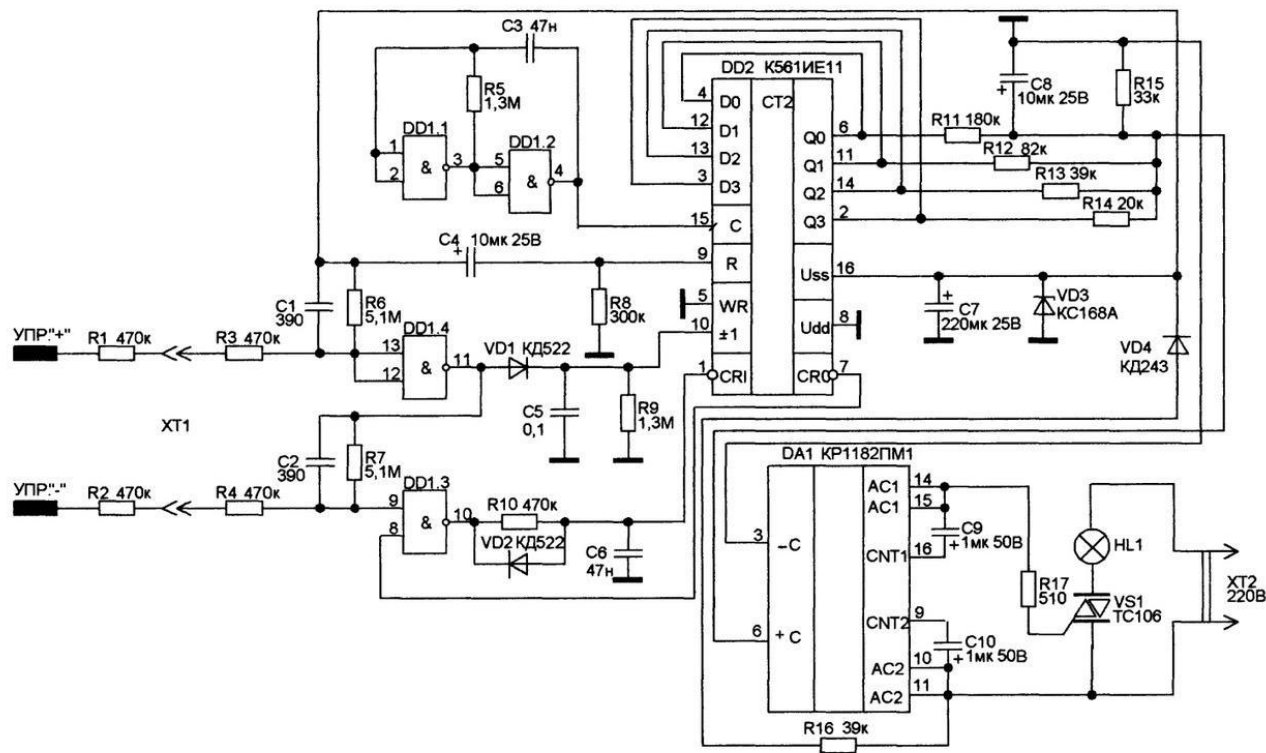 C3 47н
R5
1,3М
DD1.1
1
2
&
3
DD1.2
5
6
&
4
DD2 К561ИЕ11
4
D0
CT2
12
D1
Q0
6
R11 180к
13
D2
Q1
11
R12 82к
3
D3
Q2
14
R13 39к
Q3
2
R14 20к
15
C
+
C8
10мк 25В
R15
33к
C4
+
10мк 25В
9
R
Uss
16
C1
390
R6
5,1М
R8
300к
5
WR
10
±1
Udd
8
+
C7
220мк 25В
VD3
КС168А
VD4
КД243
УПР."+"
R1 470к
R3 470к
DD1.4
13
12
&
11
VD1 КД522
1
CRI
CR0
7
XT1
C5
0,1
R9
1,3М
C2
390
R7
5,1М
УПР."-"
R2 470к
R4 470к
DD1.3
9
8
&
10
R10 470к
VD2 КД522
C6
47н
DA1 КР1182ПМ1
AC1
14
AC1
15
3
–C
CNT1
16
C9
+ 1мк 50В
HL1
R17
510
VS1
ТС106
XT2
220В
CNT2
9
6
+ C
C10
+ 1мк 50В
AC2
10
AC2
11
R16 39к